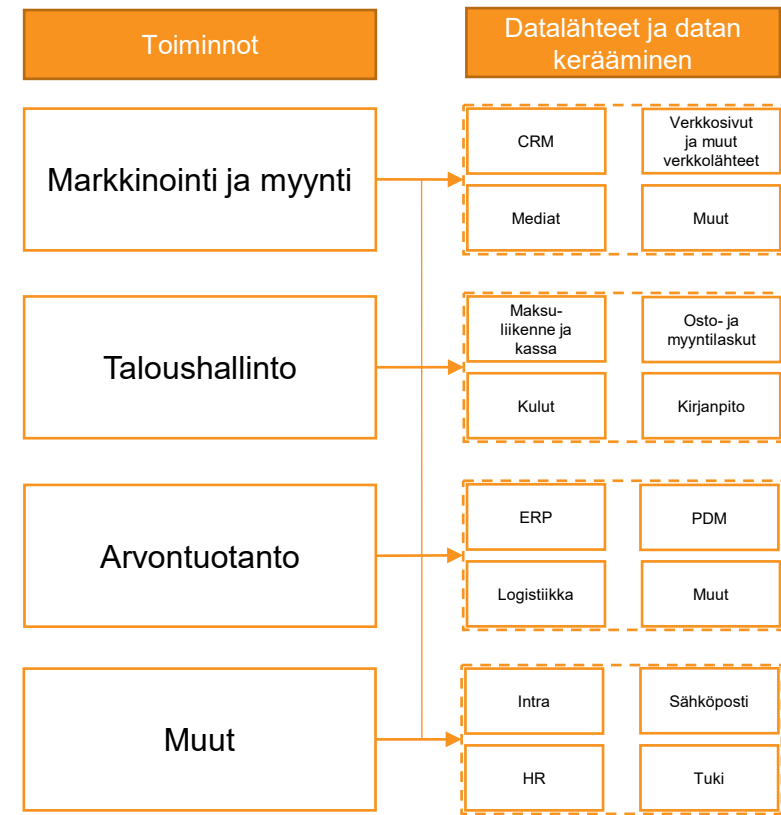 Toiminnot
Datalähteet ja datan
kerääminen
Markkinointi ja myynti
CRM
Verkkosivut
ja muut
verkkolähteet
Mediat
Muut
Taloushallinto
Maksu-
liikenne ja
kassa
Osto- ja
myyntilaskut
Kulut
Kirjanpito
Arvontuotanto
ERP
PDM
Logistiikka
Muut
Muut
Intra
Sähköposti
HR
Tuki